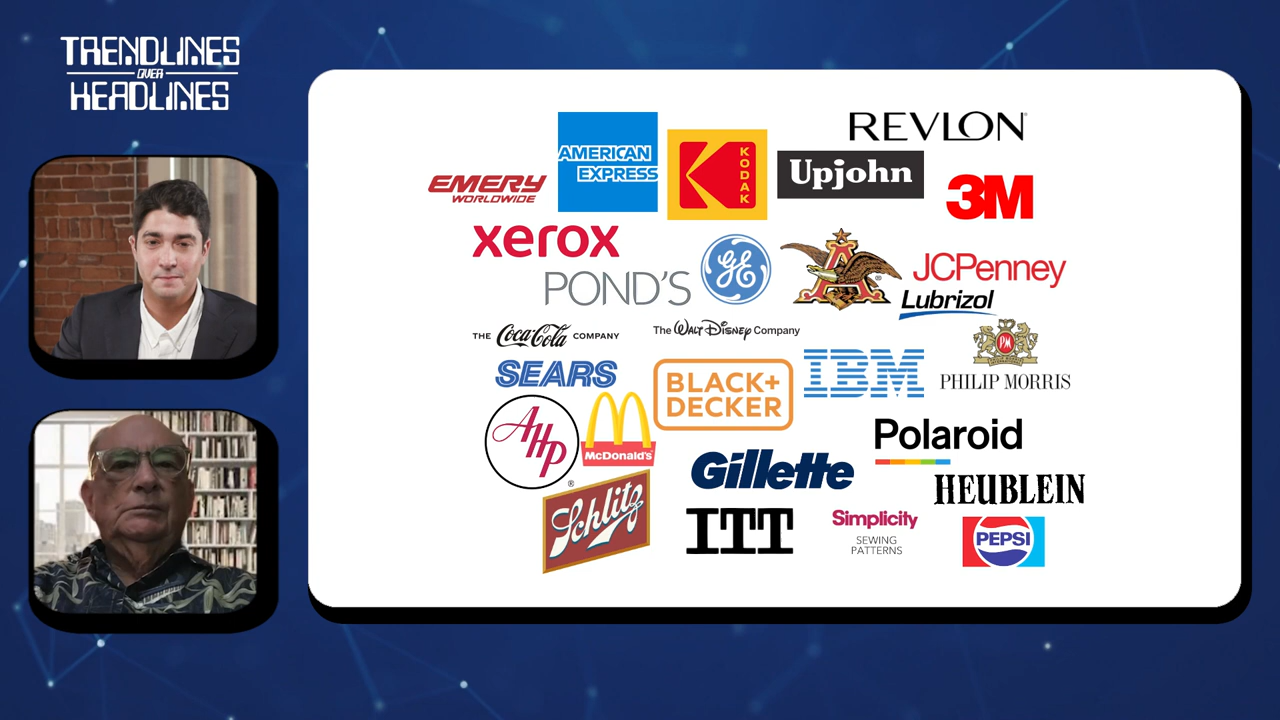 TRENDLINES
OVER
HEADLINES
REVLON
AMERICAN
EXPRESS
KODAK
Upjohn
EMERY
WORLDWIDE
3M
xerox
POND'S
GE
A
JCPenney
Lubrizol
THE Coca-Cola COMPANY
The WALT DISNEY Company
PM
SEARS
BLACK+
DECKER
IBM
PHILIP MORRIS
AHP
®
McDonald's
Polaroid
Gillette
HEUBLEIN
Schlitz
ITT
Simplicity
SEWING
PATTERNS
PEPSI